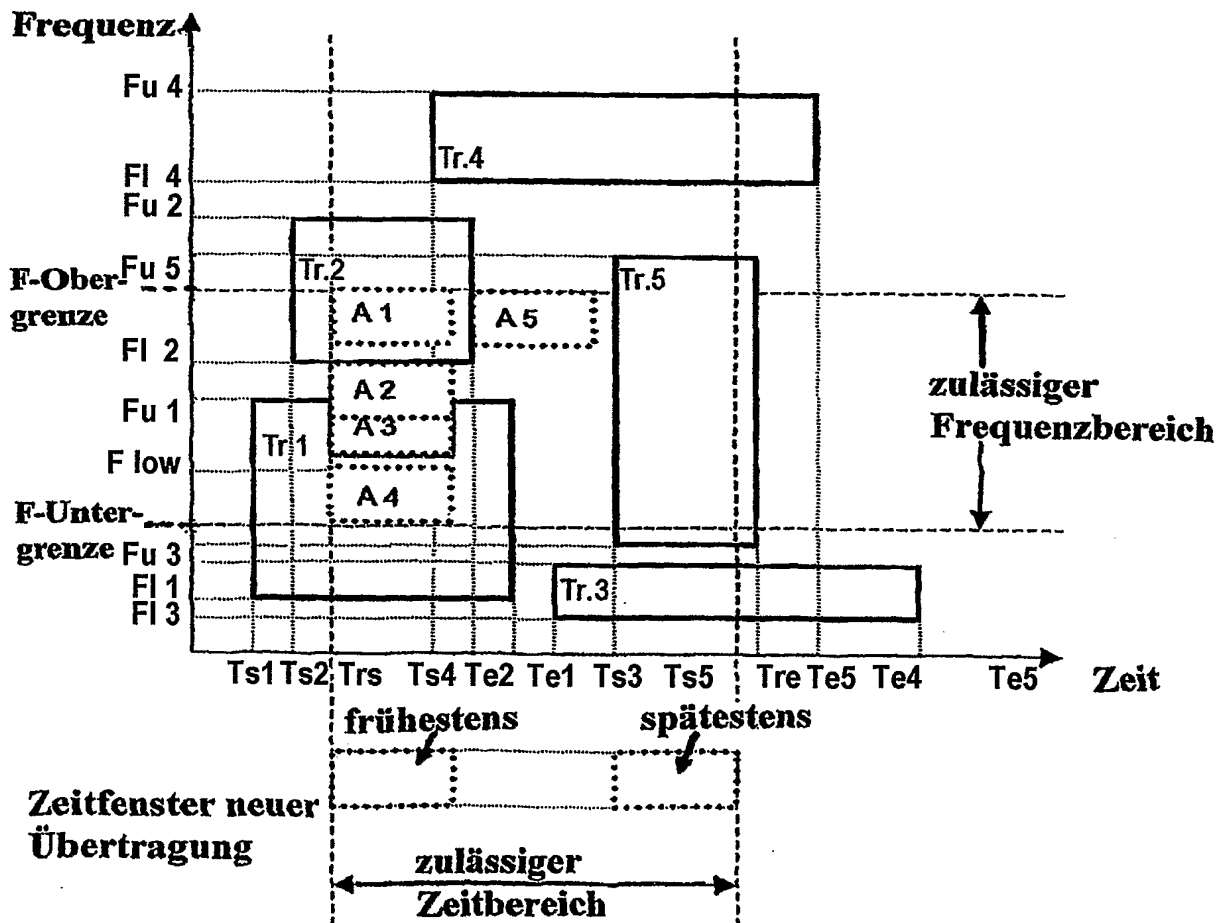 Frequenz
Fu 4
Tr.4
Fl 4
Fu 2
Fu 5
Tr.2
Tr.5
F-Ober-
grenze
A 1
A 5
Fl 2
A 2
zulässiger
Frequenzbereich
Fu 1
A 3
Tr 1
F low
A 4
F-Unter-
grenze
Fu 3
Fl 1
Tr.3
Fl 3
Ts1 Ts2 Trs Ts4 Te2 Te1 Ts3 Ts5 Tre Te5 Te4 Te5 Zeit
frühestens
spätestens
Zeitfenster neuer
Übertragung
zulässiger
Zeitbereich